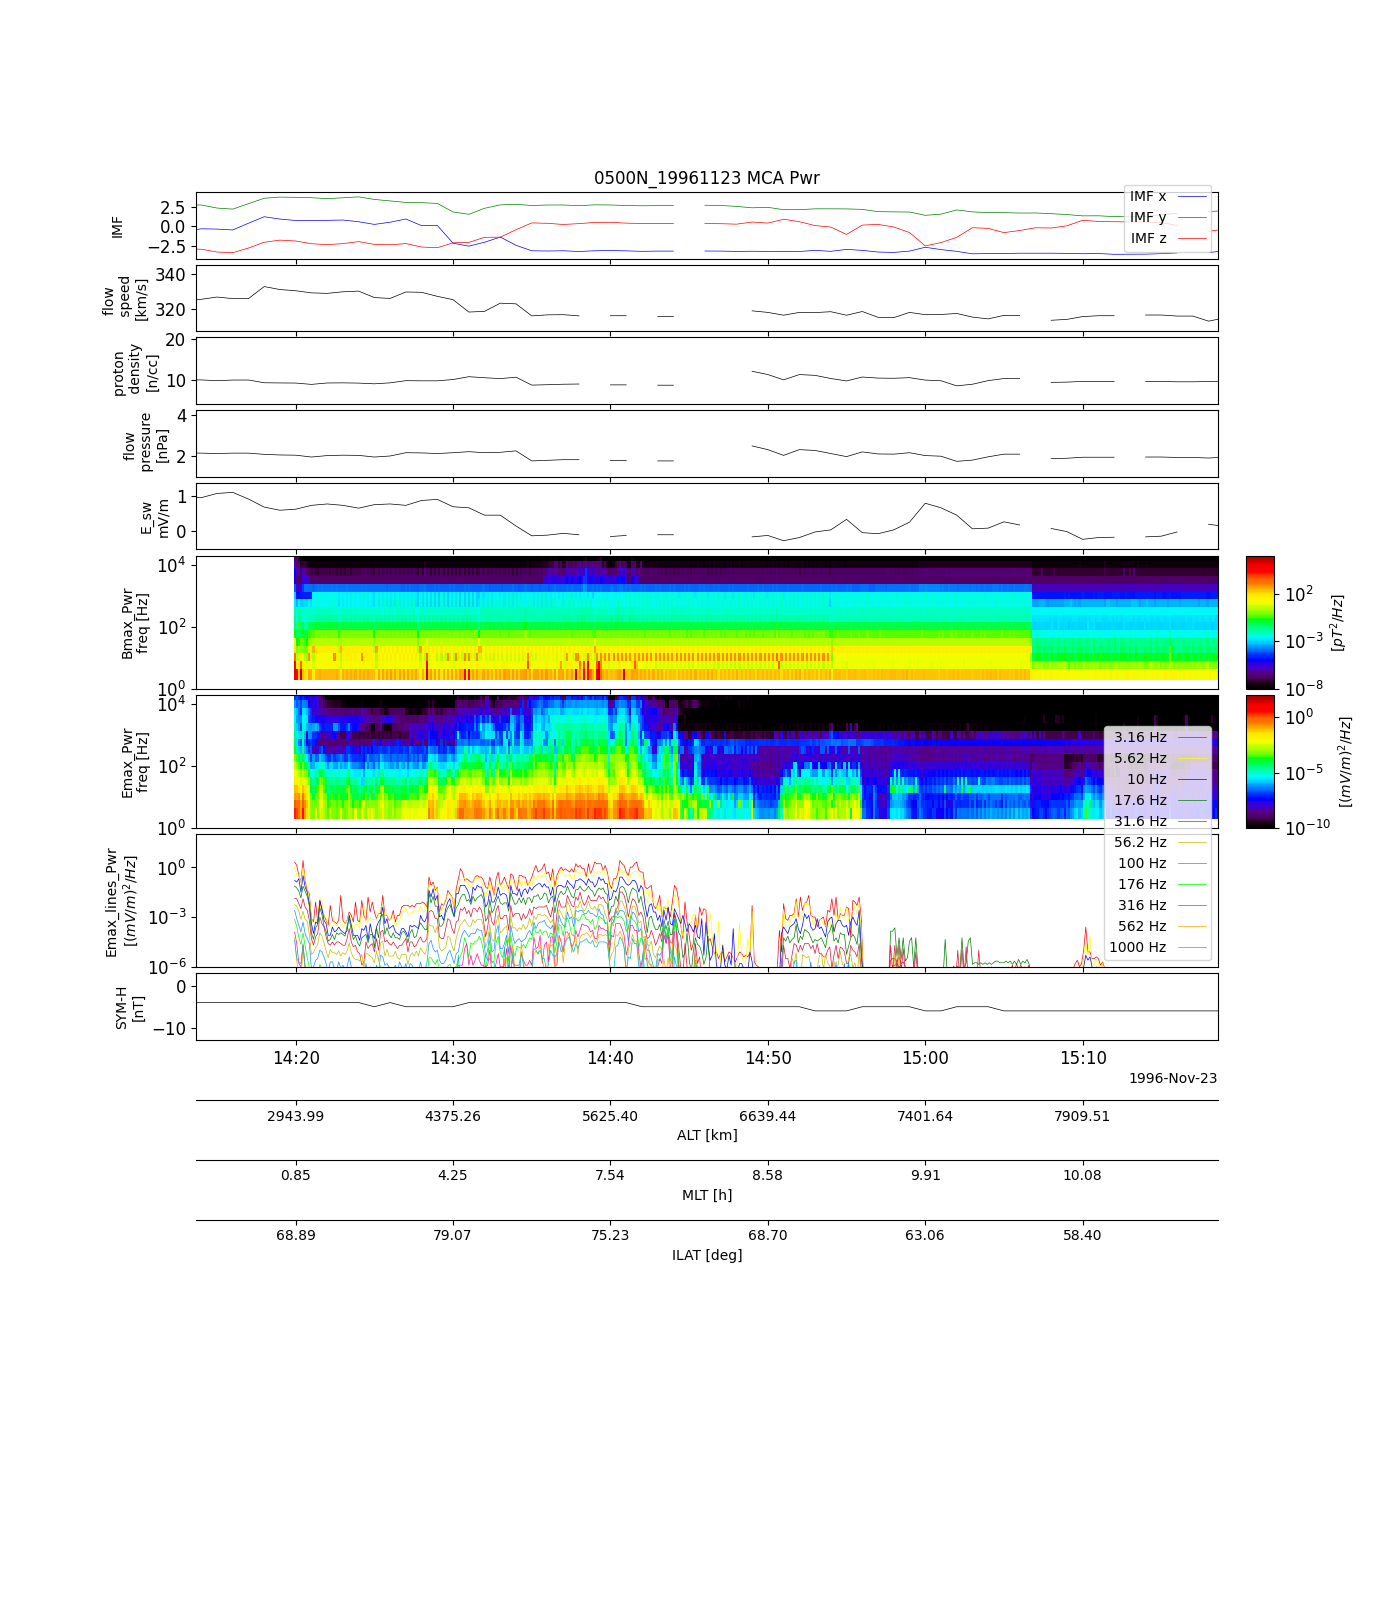 0500N_19961123 MCA Pwr
IMF
2.5
0.0
−2.5
IMF x
IMF y
IMF z
flow
speed
[km/s]
340
320
proton
density
[n/cc]
20
10
flow
pressure
[nPa]
4
2
E_sw
mV/m
1
0
Bmax_Pwr
freq [Hz]
10^4
10^2
10^0
10^2
10^−3
10^−8
[pT^2/Hz]
Emax_Pwr
freq [Hz]
10^4
10^2
10^0
10^0
10^−5
10^−10
[(mV/m)^2/Hz]
3.16 Hz
5.62 Hz
10 Hz
17.6 Hz
31.6 Hz
56.2 Hz
100 Hz
176 Hz
316 Hz
562 Hz
1000 Hz
Emax_lines_Pwr
[(mV/m)^2/Hz]
10^0
10^−3
10^−6
SYM-H
[nT]
0
−10
14:20 14:30 14:40 14:50 15:00 15:10
1996-Nov-23
2943.99 4375.26 5625.40 6639.44 7401.64 7909.51
ALT [km]
0.85 4.25 7.54 8.58 9.91 10.08
MLT [h]
68.89 79.07 75.23 68.70 63.06 58.40
ILAT [deg]